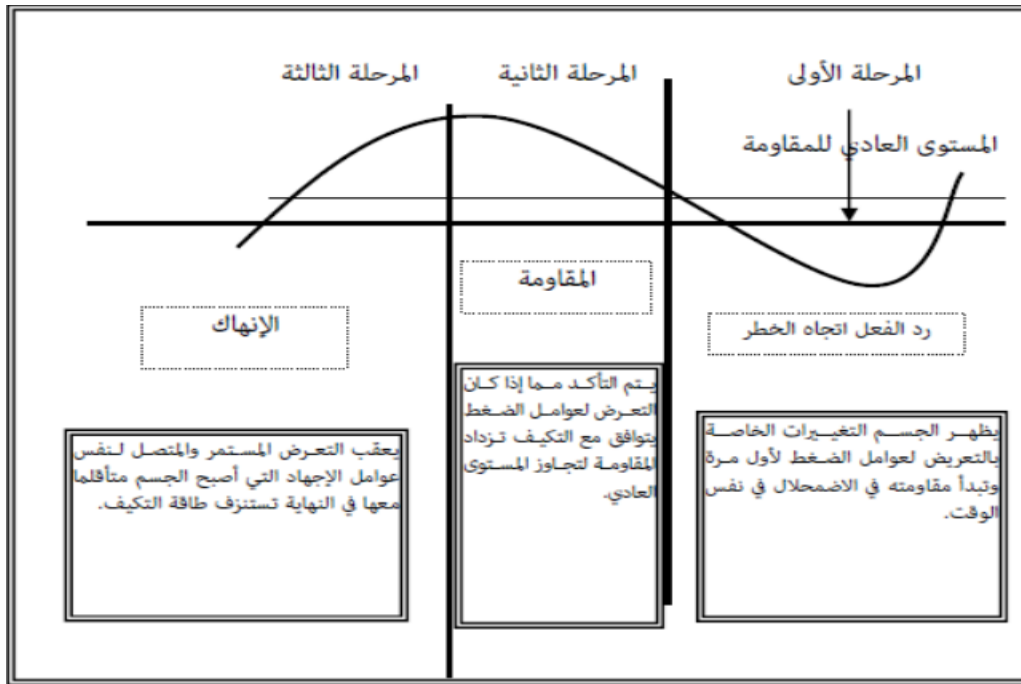 المرحلة الأولى
المرحلة الثانية
المرحلة الثالثة
المستوى العادي للمقاومة
رد الفعل اتجاه الخطر
المقاومة
الإنهاك
يظهر الجسم التغييرات الخاصة
بالتعريض لعوامل الضغط لأول مرة
وتبدأ مقاومته في الاضمحلال في نفس
الوقت.
يتم التأكد مما إذا كان
التعرض لعوامل الضغط
يتوافق مع التكيف تزداد
المقاومة لتجاوز المستوى
العادي.
يعقب التعرض المستمر والمتصل لنفس
عوامل الإجهاد التي أصبح الجسم متأقلما
معها في النهاية تستنزف طاقة التكيف.